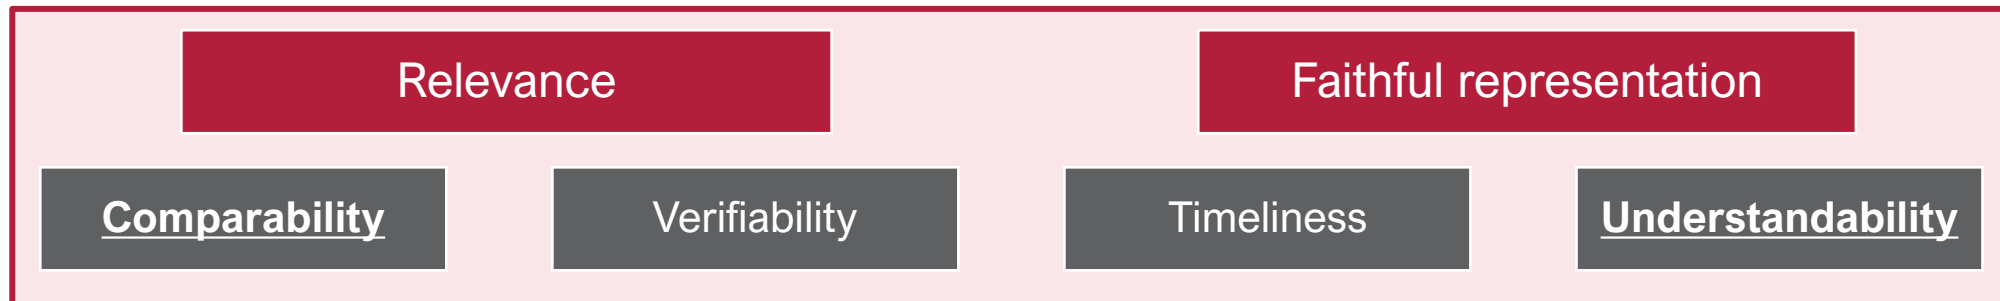 Relevance
Faithful representation
Comparability
Verifiability
Timeliness
Understandability